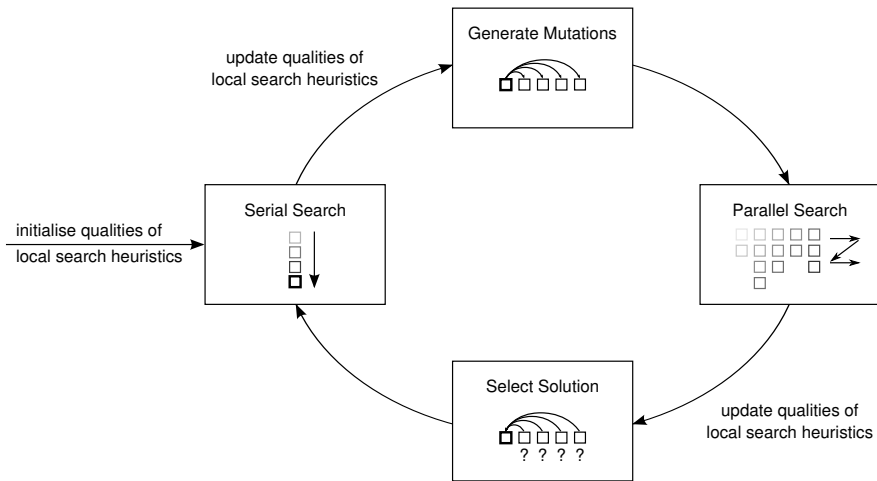 Generate Mutations
update qualities of
local search heuristics
Serial Search
Parallel Search
initialise qualities of
local search heuristics
Select Solution
? ? ? ?
update qualities of
local search heuristics